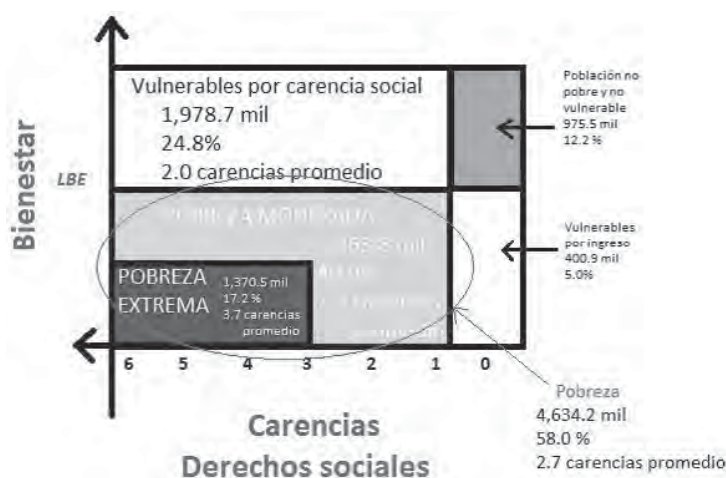 Bienestar
LBE
Vulnerables por carencia social
1,978.7 mil
24.8%
2.0 carencias promedio
Población no
pobre y no
vulnerable
975.5 mil
12.2 %
POBREZA MODERADA
mil
POBREZA
EXTREMA
1,370.5 mil
17.2 %
3.7 carencias
promedio
Vulnerables
por ingreso
400.9 mil
5.0%
6 5 4 3 2 1 0
Carencias
Derechos sociales
Pobreza
4,634.2 mil
58.0 %
2.7 carencias promedio